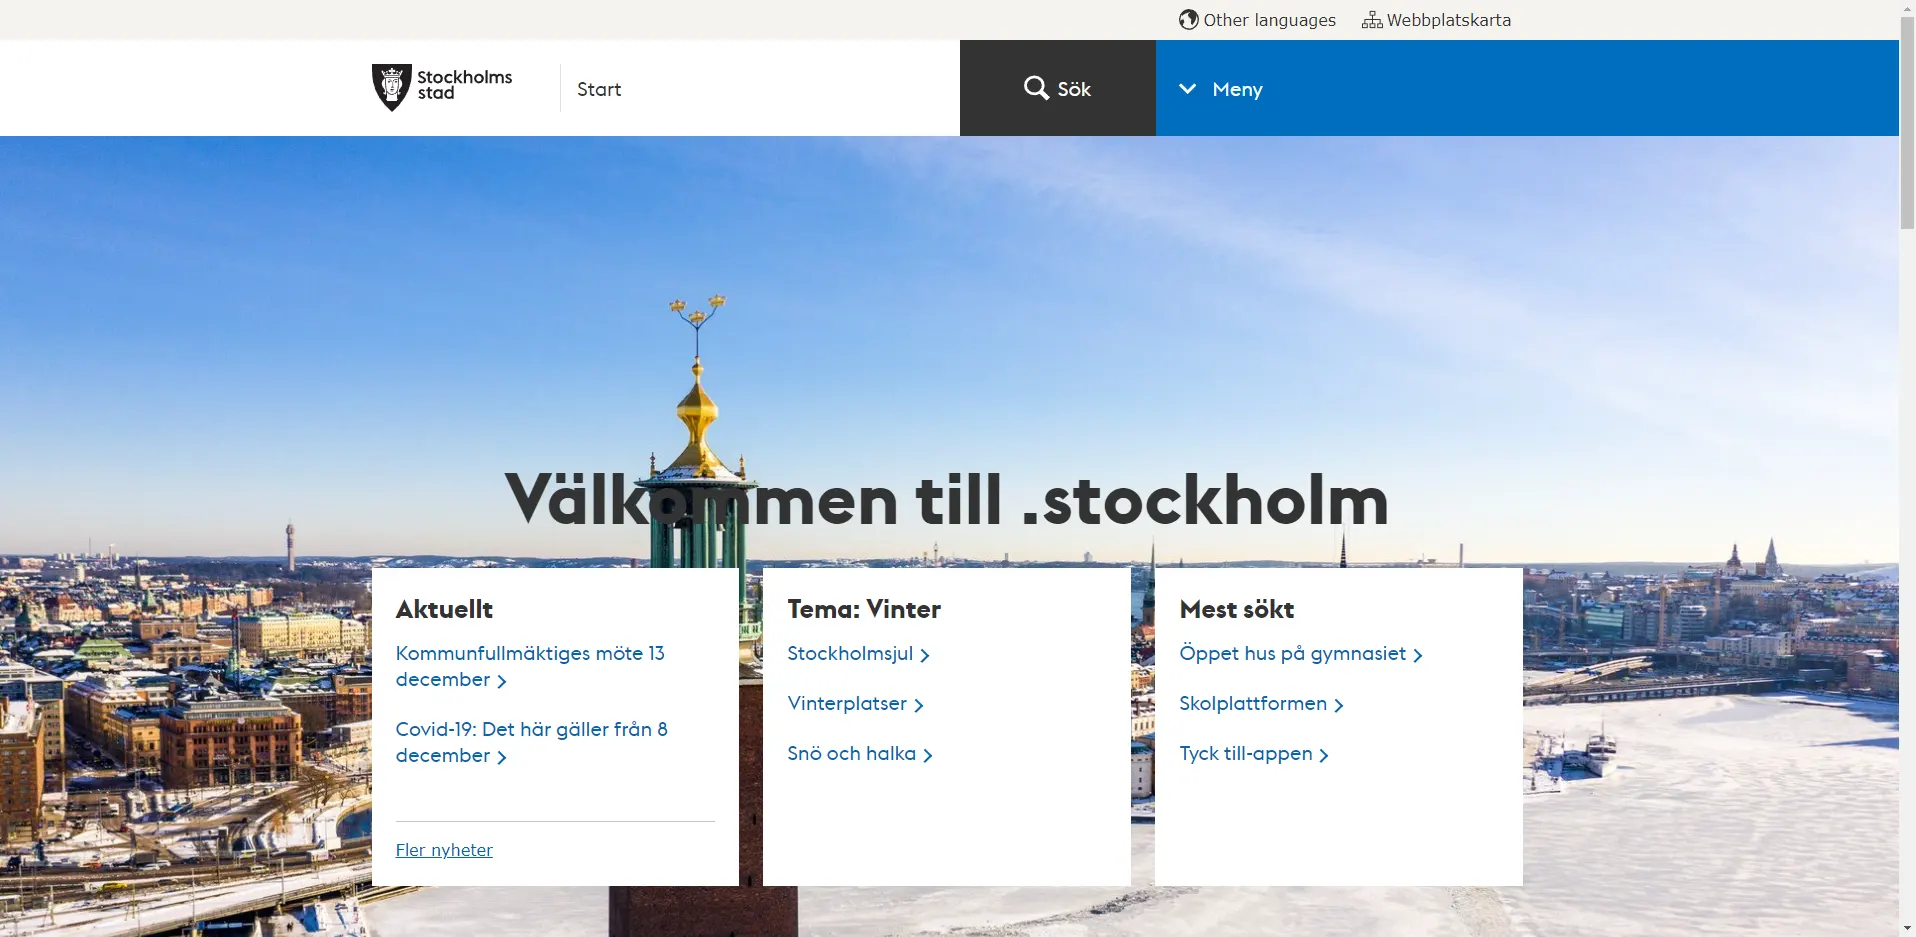 Other languages
Webbplatskarta
Stockholms
stad
Start
Sök
Meny
Välkommen till .stockholm
Aktuellt
Kommunfullmäktiges möte 13
december
Covid-19: Det här gäller från 8
december
Fler nyheter
Tema: Vinter
Stockholmsjul
Vinterplatser
Snö och halka
Mest sökt
Öppet hus på gymnasiet
Skolplattformen
Tyck till-appen